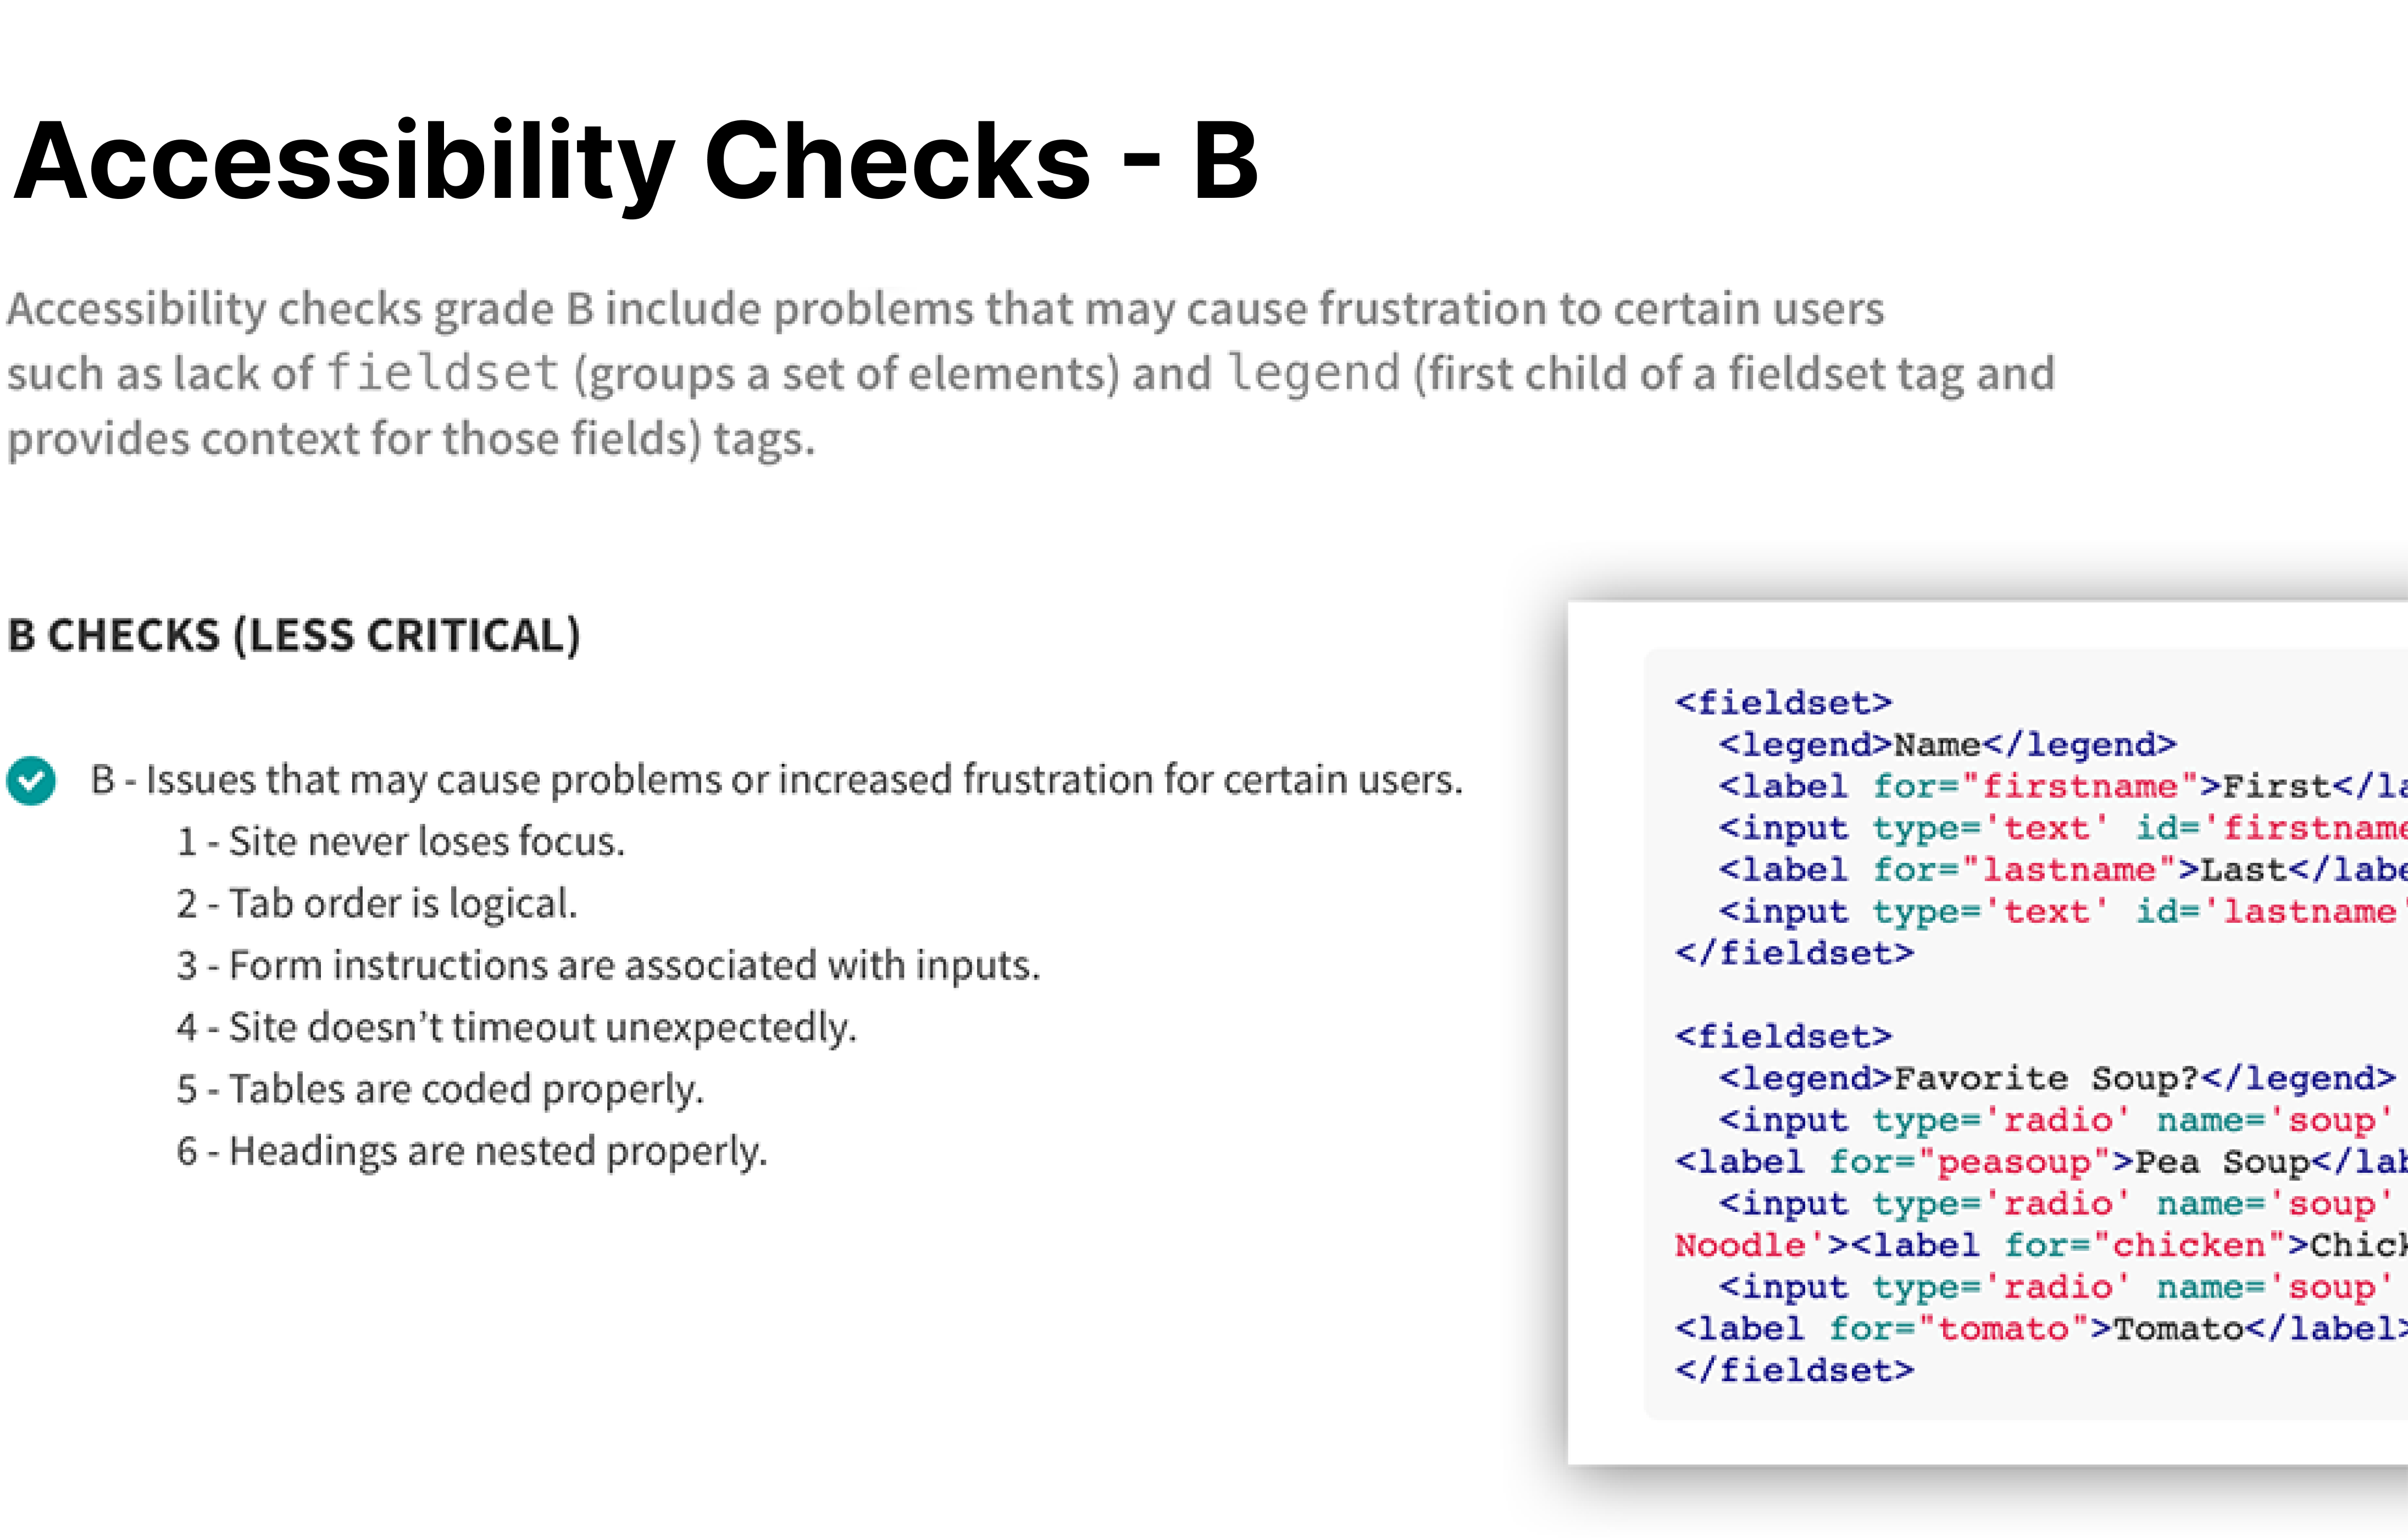 Accessibility Checks - B
Accessibility checks grade B include problems that may cause frustration to certain users
such as lack of fieldset (groups a set of elements) and legend (first child of a fieldset tag and
provides context for those fields) tags.
B CHECKS (LESS CRITICAL)
B - Issues that may cause problems or increased frustration for certain users.
1 - Site never loses focus.
2 - Tab order is logical.
3 - Form instructions are associated with inputs.
4 - Site doesn’t timeout unexpectedly.
5 - Tables are coded properly.
6 - Headings are nested properly.
<fieldset>
<legend>Name</legend>
<label for="firstname">First</la
<input type='text' id='firstname
<label for="lastname">Last</labe
<input type='text' id='lastname'
</fieldset>
<fieldset>
<legend>Favorite Soup?</legend>
<input type='radio' name='soup'
<label for="peasoup">Pea Soup</lab
<input type='radio' name='soup'
Noodle'><label for="chicken">Chick
<input type='radio' name='soup'
<label for="tomato">Tomato</label>
</fieldset>